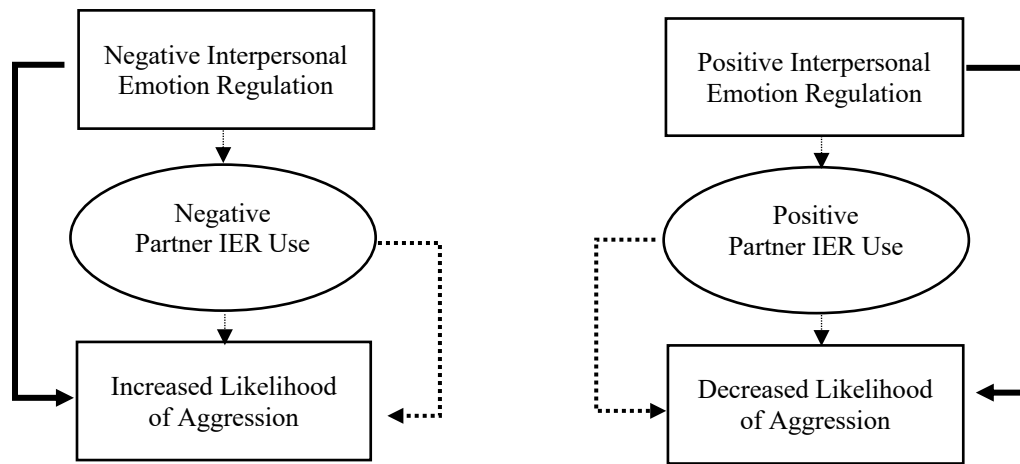 Negative Interpersonal
Emotion Regulation
Negative
Partner IER Use
Increased Likelihood
of Aggression
Positive Interpersonal
Emotion Regulation
Positive
Partner IER Use
Decreased Likelihood
of Aggression